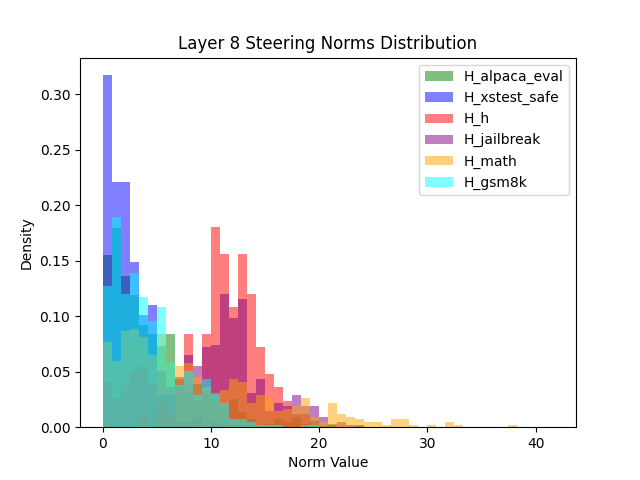 Layer 8 Steering Norms Distribution
H_alpaca_eval
H_xstest_safe
H_h
H_jailbreak
H_math
H_gsm8k
0.30
0.25
0.20
0.15
0.10
0.05
0.00
Density
0 10 20 30 40
Norm Value